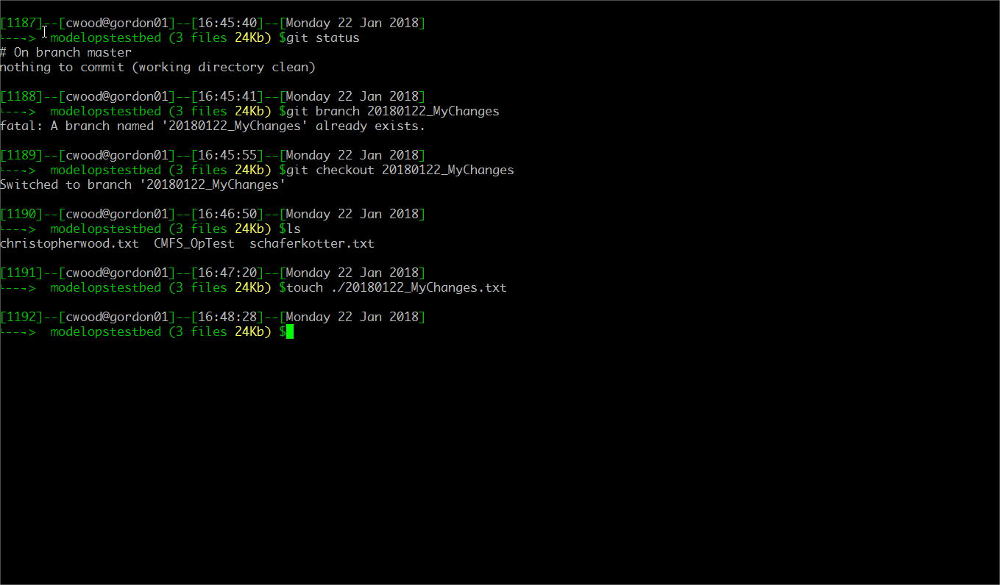 [1187]--[cwood@gordon01]--[16:45:40]--[Monday 22 Jan 2018]
----> modelopstestbed (3 files 24Kb) $git status
# On branch master
nothing to commit (working directory clean)
[1188]--[cwood@gordon01]--[16:45:41]--[Monday 22 Jan 2018]
----> modelopstestbed (3 files 24Kb) $git branch 20180122_MyChanges
fatal: A branch named '20180122_MyChanges' already exists.
[1189]--[cwood@gordon01]--[16:45:55]--[Monday 22 Jan 2018]
----> modelopstestbed (3 files 24Kb) $git checkout 20180122_MyChanges
Switched to branch '20180122_MyChanges'
[1190]--[cwood@gordon01]--[16:46:50]--[Monday 22 Jan 2018]
----> modelopstestbed (3 files 24Kb) $ls
christopherwood.txt  CMFS_OpTest  schaferkotter.txt
[1191]--[cwood@gordon01]--[16:47:20]--[Monday 22 Jan 2018]
----> modelopstestbed (3 files 24Kb) $touch ./20180122_MyChanges.txt
[1192]--[cwood@gordon01]--[16:48:28]--[Monday 22 Jan 2018]
----> modelopstestbed (3 files 24Kb) $